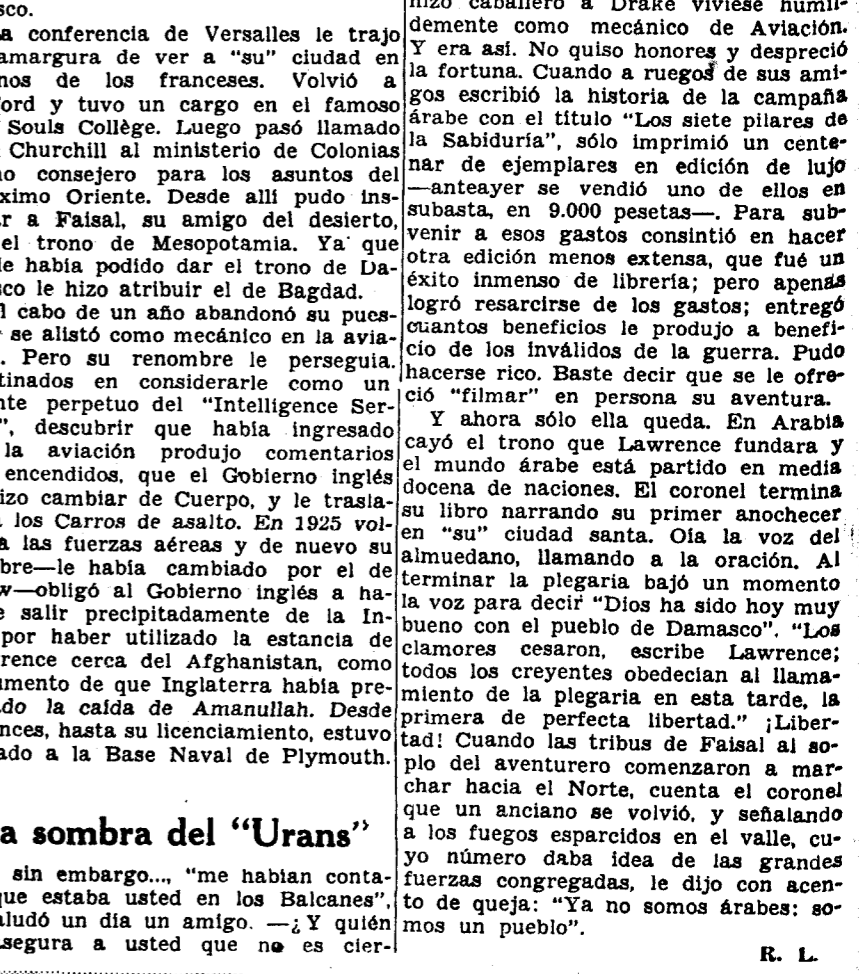 sco.
a conferencia de Versalles le trajo
amargura de ver a "su" ciudad en
nos de los franceses. Volvió a
ord y tuvo un cargo en el famoso
Souls Collège. Luego pasó llamado
Churchill al ministerio de Colonias
no consejero para los asuntos del
ximo Oriente. Desde allí pudo ins-
r a Faisal, su amigo del desierto,
el trono de Mesopotamia. Ya que
le había podido dar el trono de Da-
sco le hizo atribuir el de Bagdad.
l cabo de un año abandonó su pues-
se alistó como mecánico en la avia-
. Pero su renombre le perseguía.
tinados en considerarle como un
nte perpetuo del "Intelligence Ser-
", descubrir que había ingresado
la aviación produjo comentarios
encendidos, que el Gobierno inglés
izo cambiar de Cuerpo, y le trasla-
a los Carros de asalto. En 1925 vol-
a las fuerzas aéreas y de nuevo su
bre—le había cambiado por el de
w—obligó al Gobierno inglés a ha-
e salir precipitadamente de la In-
por haber utilizado la estancia de
rence cerca del Afghanistan, como
umento de que Inglaterra había pre-
do la caída de Amanullah. Desde
nces, hasta su licenciamiento, estuvo
ado a la Base Naval de Plymouth.
a sombra del "Urans"
sin embargo..., "me habían conta-
que estaba usted en los Balcanes",
aludó un día un amigo. —¿Y quién
segura a usted que no es cier-
hizo caballero a Drake viviese humil-
demente como mecánico de Aviación.
Y era así. No quiso honores y despreció
la fortuna. Cuando a ruegos de sus ami-
gos escribió la historia de la campaña
árabe con el título "Los siete pilares de
la Sabiduría", sólo imprimió un cente-
nar de ejemplares en edición de lujo
—anteayer se vendió uno de ellos en
subasta, en 9.000 pesetas—. Para sub-
venir a esos gastos consintió en hacer
otra edición menos extensa, que fué un
éxito inmenso de librería; pero apenas
logró resarcirse de los gastos; entregó
cuantos beneficios le produjo a benefi-
cio de los inválidos de la guerra. Pudo
hacerse rico. Baste decir que se le ofre-
ció "filmar" en persona su aventura.
Y ahora sólo ella queda. En Arabia
cayó el trono que Lawrence fundara y
el mundo árabe está partido en media
docena de naciones. El coronel termina
su libro narrando su primer anochecer
en "su" ciudad santa. Oía la voz del
almuedano, llamando a la oración. Al
terminar la plegaria bajó un momento
la voz para decir "Dios ha sido hoy muy
bueno con el pueblo de Damasco". "Los
clamores cesaron, escribe Lawrence;
todos los creyentes obedecían al llama-
miento de la plegaria en esta tarde, la
primera de perfecta libertad." ¡Liber-
tad! Cuando las tribus de Faisal al so-
plo del aventurero comenzaron a mar-
char hacia el Norte, cuenta el coronel
que un anciano se volvió, y señalando
a los fuegos esparcidos en el valle, cu-
yo número daba idea de las grandes
fuerzas congregadas, le dijo con acen-
to de queja: "Ya no somos árabes: so-
mos un pueblo".
R. L.